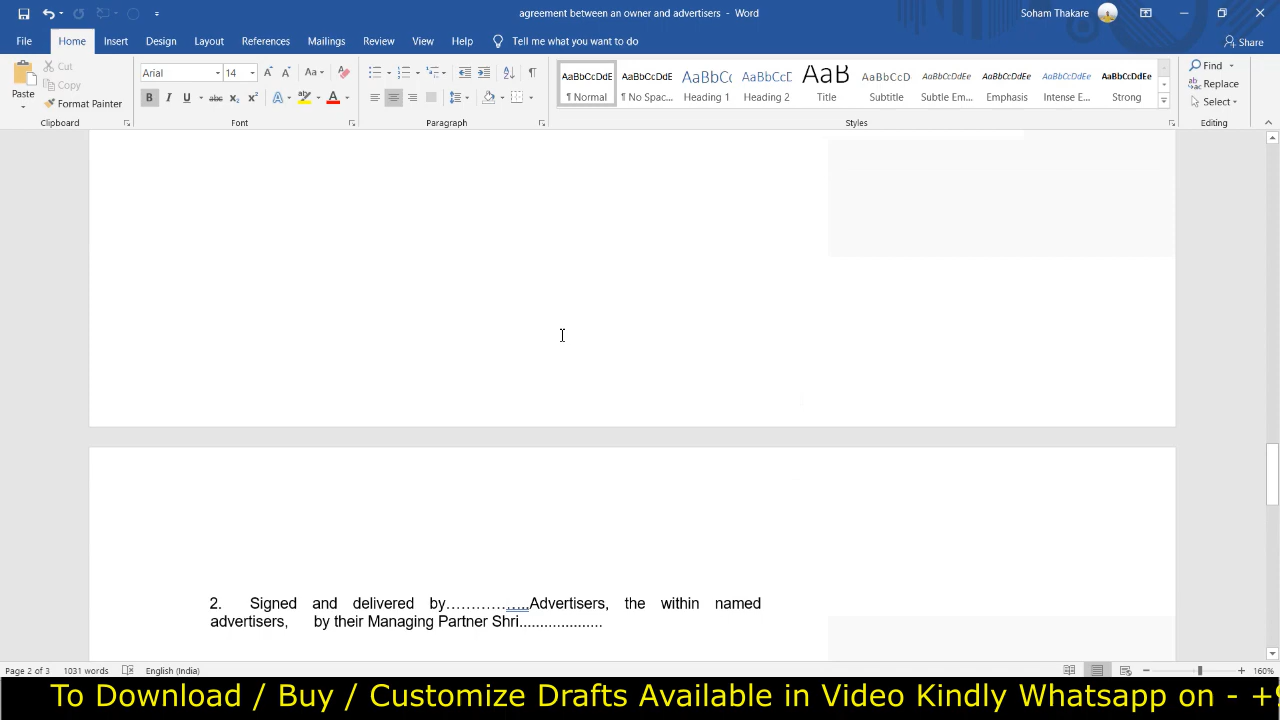 agreement between an owner and advertisers - Word
Soham Thakare
File Home Insert Design Layout References Mailings Review View Help Tell me what you want to do Share
Paste
Cut
Copy
Format Painter
Clipboard
Arial 14
Font
Paragraph
AaBbCcDdE AaBbCcDdE AaBbC( AaBbCcE AaB AaBbCcD AaBbCcDdEe AaBbCcDdEe AaBbCcDdEe AaBbCcDdEe
¶ Normal ¶ No Spac... Heading 1 Heading 2 Title Subtitle Subtle Em... Emphasis Intense E... Strong
Styles
Find
Replace
Select
Editing
2. Signed and delivered by………………..Advertisers, the within named
advertisers, by their Managing Partner Shri....................
Page 2 of 3 1031 words English (India) 160%
To Download / Buy / Customize Drafts Available in Video Kindly Whatsapp on - +9